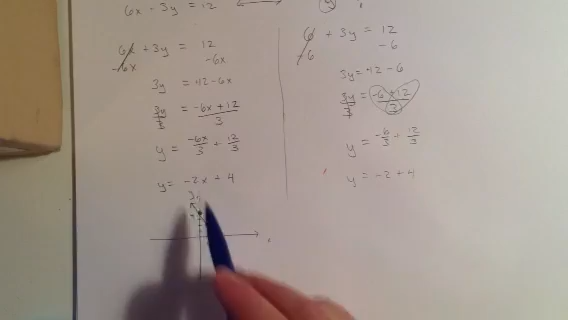 6x - 3y = 12
y
6x + 3y = 12
-6x -6x
3y = 12 - 6x
3y/3 = -6x + 12/3
y = -6x/3 + 12/3
y = -2x + 4
6 + 3y = 12
-6 -6
3y = 12 - 6
3y/3 = -6 + 12/3
y = -6/3 + 12/3
y = -2 + 4